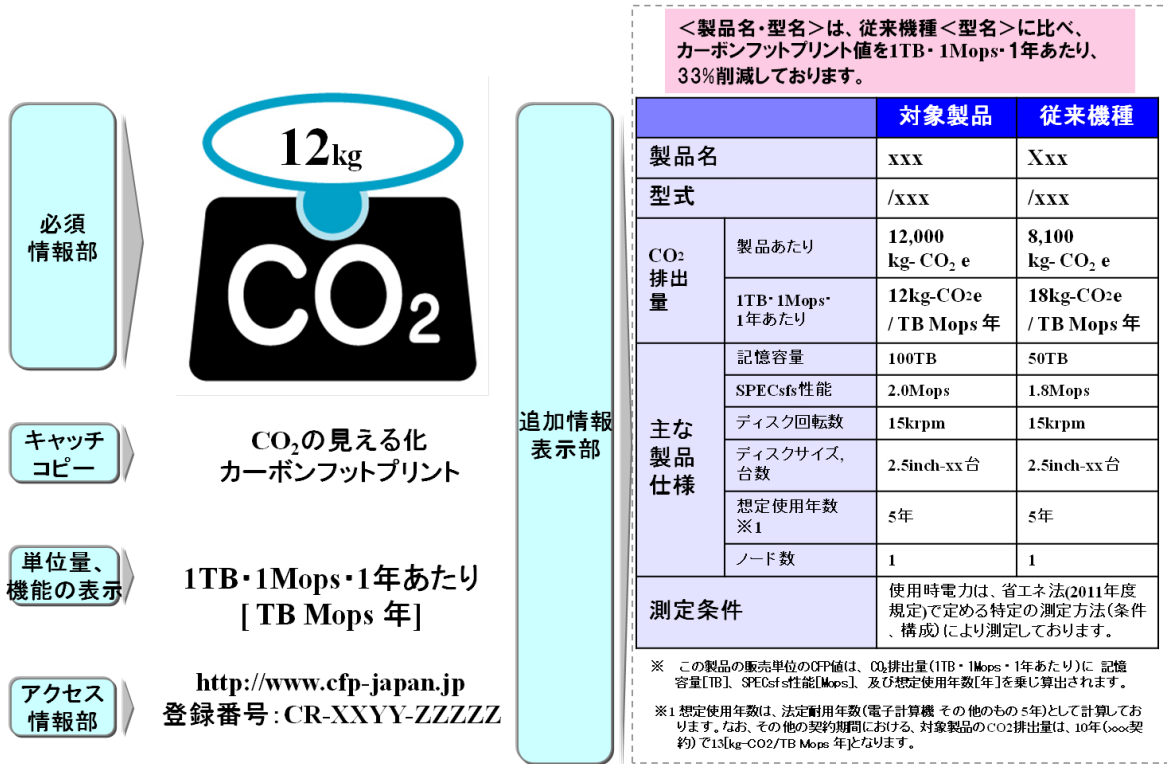 必須
情報部
12kg
CO2
キャッチ
コピー
CO2の見える化
カーボンフットプリント
単位量、
機能の表示
1TB・1Mops・1年あたり
[ TB Mops 年]
アクセス
情報部
http://www.cfp-japan.jp
登録番号：CR-XXYY-ZZZZZ
追加情報
表示部
＜製品名・型名＞は、従来機種＜型名＞に比べ、
カーボンフットプリント値を1TB・1Mops・1年あたり、
33%削減しております。
対象製品 従来機種
製品名 xxx Xxx
型式 /xxx /xxx
CO2
排出
量
製品あたり
12,000
kg- CO2 e
8,100
kg- CO2 e
1TB・1Mops・
1年あたり
12kg-CO2e
/ TB Mops 年
18kg-CO2e
/ TB Mops 年
主な
製品
仕様
記憶容量 100TB 50TB
SPECsfs性能 2.0Mops 1.8Mops
ディスク回転数 15krpm 15krpm
ディスクサイズ,
台数
2.5inch-xx台 2.5inch-xx台
想定使用年数
※1
5年 5年
ノード数 1 1
測定条件
使用時電力は、省エネ法(2011年度
規定)で定める特定の測定方法（条件
、構成）により測定しております。
※ この製品の販売単位のCFP値は、CO2排出量(1TB・1Mops・1年あたり)に 記憶
容量[TB]、SPECsfs性能[Mops]、及び想定使用年数[年]を乗じ算出されます。
※1 想定使用年数は、法定耐用年数(電子計算機 その他のもの 5年)として計算してお
ります。なお、その他の契約期間における、対象製品のCO2排出量は、10年(xxx契
約)で13[kg-CO2/TB Mops 年]となります。